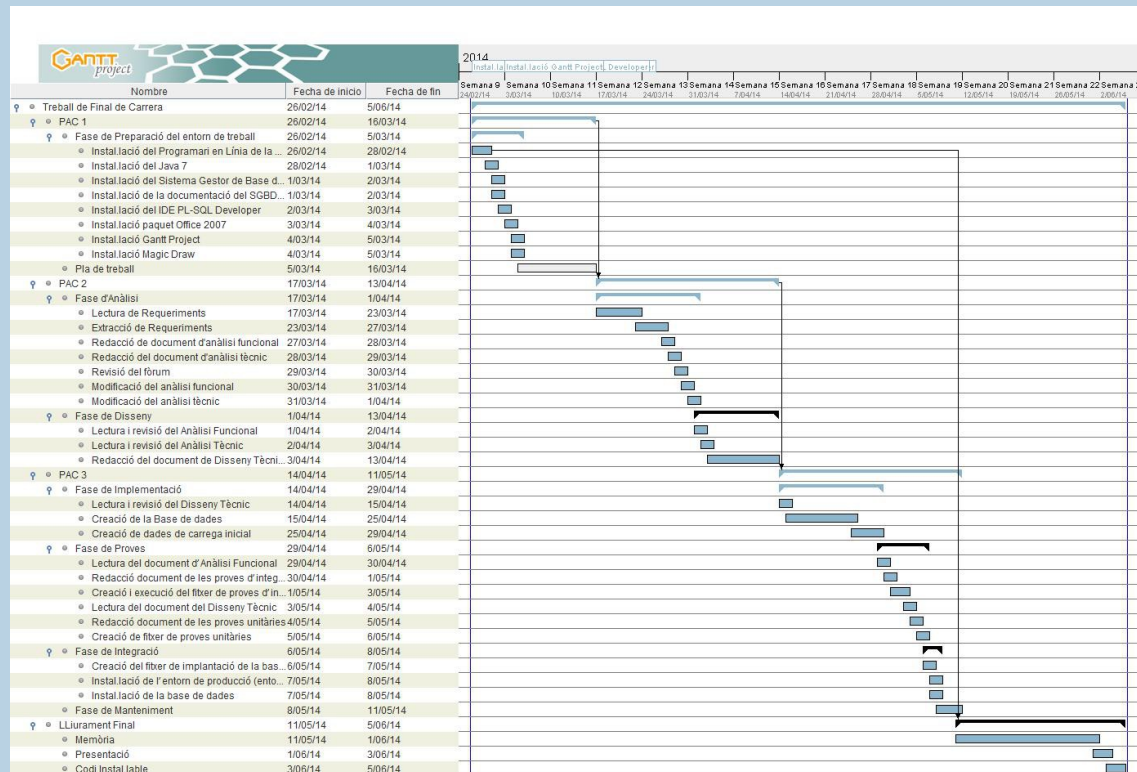 GANTT
project
2014
Instal.la Instal.lació Gantt Project, Developer
Nombre Fecha de inicio Fecha de fin
Semana 9 Semana 10 Semana 11 Semana 12 Semana 13 Semana 14 Semana 15 Semana 16 Semana 17 Semana 18 Semana 19 Semana 20 Semana 21 Semana 22 Semana
24/02/14 3/03/14 10/03/14 17/03/14 24/03/14 31/03/14 7/04/14 14/04/14 21/04/14 28/04/14 5/05/14 12/05/14 19/05/14 26/05/14 2/06/14
Treball de Final de Carrera 26/02/14 5/06/14
PAC 1 26/02/14 16/03/14
Fase de Preparació del entorn de treball 26/02/14 5/03/14
Instal.lació del Programari en Línia de la ... 26/02/14 28/02/14
Instal.lació del Java 7 28/02/14 1/03/14
Instal.lació del Sistema Gestor de Base d... 1/03/14 2/03/14
Instal.lació de la documentació del SGBD... 1/03/14 2/03/14
Instal.lació del IDE PL-SQL Developer 2/03/14 3/03/14
Instal.lació paquet Office 2007 3/03/14 4/03/14
Instal.lació Gantt Project 4/03/14 5/03/14
Instal.lació Magic Draw 4/03/14 5/03/14
Pla de treball 5/03/14 16/03/14
PAC 2 17/03/14 13/04/14
Fase d'Anàlisi 17/03/14 1/04/14
Lectura de Requeriments 17/03/14 23/03/14
Extracció de Requeriments 23/03/14 27/03/14
Redacció de document d'anàlisi funcional 27/03/14 28/03/14
Redacció del document d'anàlisi tècnic 28/03/14 29/03/14
Revisió del fòrum 29/03/14 30/03/14
Modificació del anàlisi funcional 30/03/14 31/03/14
Modificació del anàlisi tècnic 31/03/14 1/04/14
Fase de Disseny 1/04/14 13/04/14
Lectura i revisió del Anàlisi Funcional 1/04/14 2/04/14
Lectura i revisió del Anàlisi Tècnic 2/04/14 3/04/14
Redacció del document de Disseny Tècni... 3/04/14 13/04/14
PAC 3 14/04/14 11/05/14
Fase de Implementació 14/04/14 29/04/14
Lectura i revisió del Disseny Tècnic 14/04/14 15/04/14
Creació de la Base de dades 15/04/14 25/04/14
Creació de dades de carrega inicial 25/04/14 29/04/14
Fase de Proves 29/04/14 6/05/14
Lectura del document d'Anàlisi Funcional 29/04/14 30/04/14
Redacció document de les proves d'integ... 30/04/14 1/05/14
Creació i execució del fitxer de proves d'in... 1/05/14 3/05/14
Lectura del document del Disseny Tècnic 3/05/14 4/05/14
Redacció document de les proves unitàries 4/05/14 5/05/14
Creació de fitxer de proves unitàries 5/05/14 6/05/14
Fase de Integració 6/05/14 8/05/14
Creació del fitxer de implantació de la bas... 6/05/14 7/05/14
Instal.lació de l'entorn de producció (ento... 7/05/14 8/05/14
Instal.lació de la base de dades 7/05/14 8/05/14
Fase de Manteniment 8/05/14 11/05/14
LLiurament Final 11/05/14 5/06/14
Memòria 11/05/14 1/06/14
Presentació 1/06/14 3/06/14
Codi Instal.lable 3/06/14 5/06/14